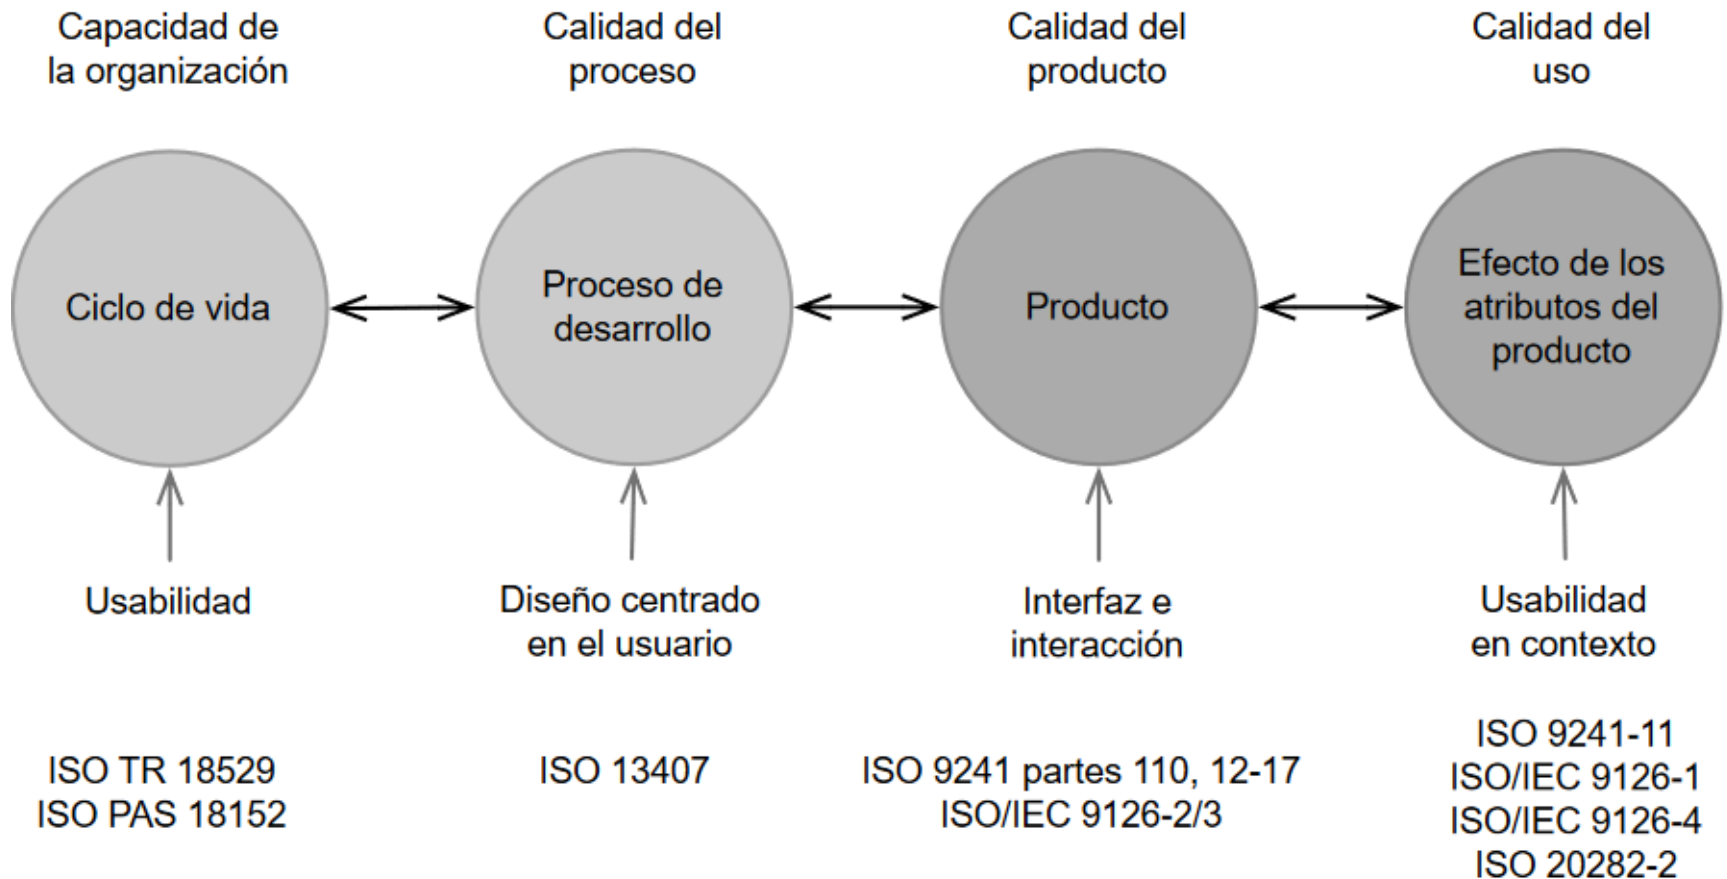 Capacidad de
la organización
Calidad del
proceso
Calidad del
producto
Calidad del
uso
Ciclo de vida
Proceso de
desarrollo
Producto
Efecto de los
atributos del
producto
Usabilidad
Diseño centrado
en el usuario
Interfaz e
interacción
Usabilidad
en contexto
ISO TR 18529
ISO PAS 18152
ISO 13407
ISO 9241 partes 110, 12-17
ISO/IEC 9126-2/3
ISO 9241-11
ISO/IEC 9126-1
ISO/IEC 9126-4
ISO 20282-2